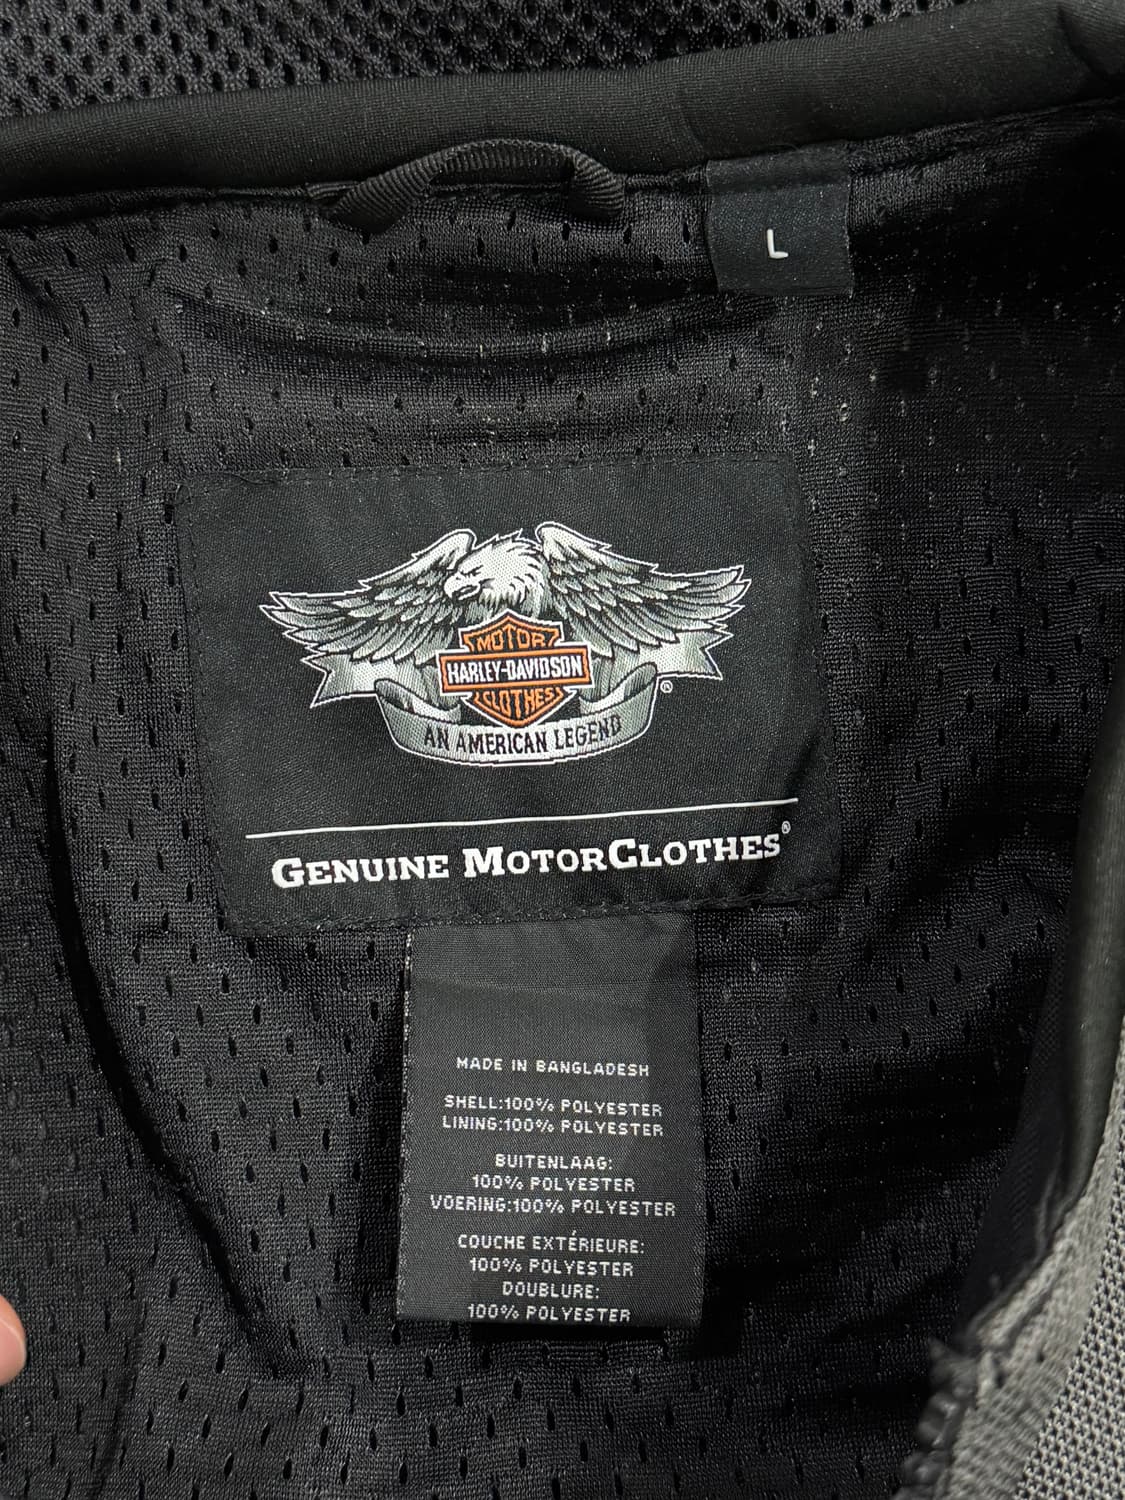 L
MOTOR
HARLEY-DAVIDSON
CLOTHES
®
AN AMERICAN LEGEND
GENUINE MOTORCLOTHES®
MADE IN BANGLADESH
SHELL:100% POLYESTER
LINING:100% POLYESTER
BUITENLAAG:
100% POLYESTER
VOERING:100% POLYESTER
COUCHE EXTÉRIEURE:
100% POLYESTER
DOUBLURE:
100% POLYESTER